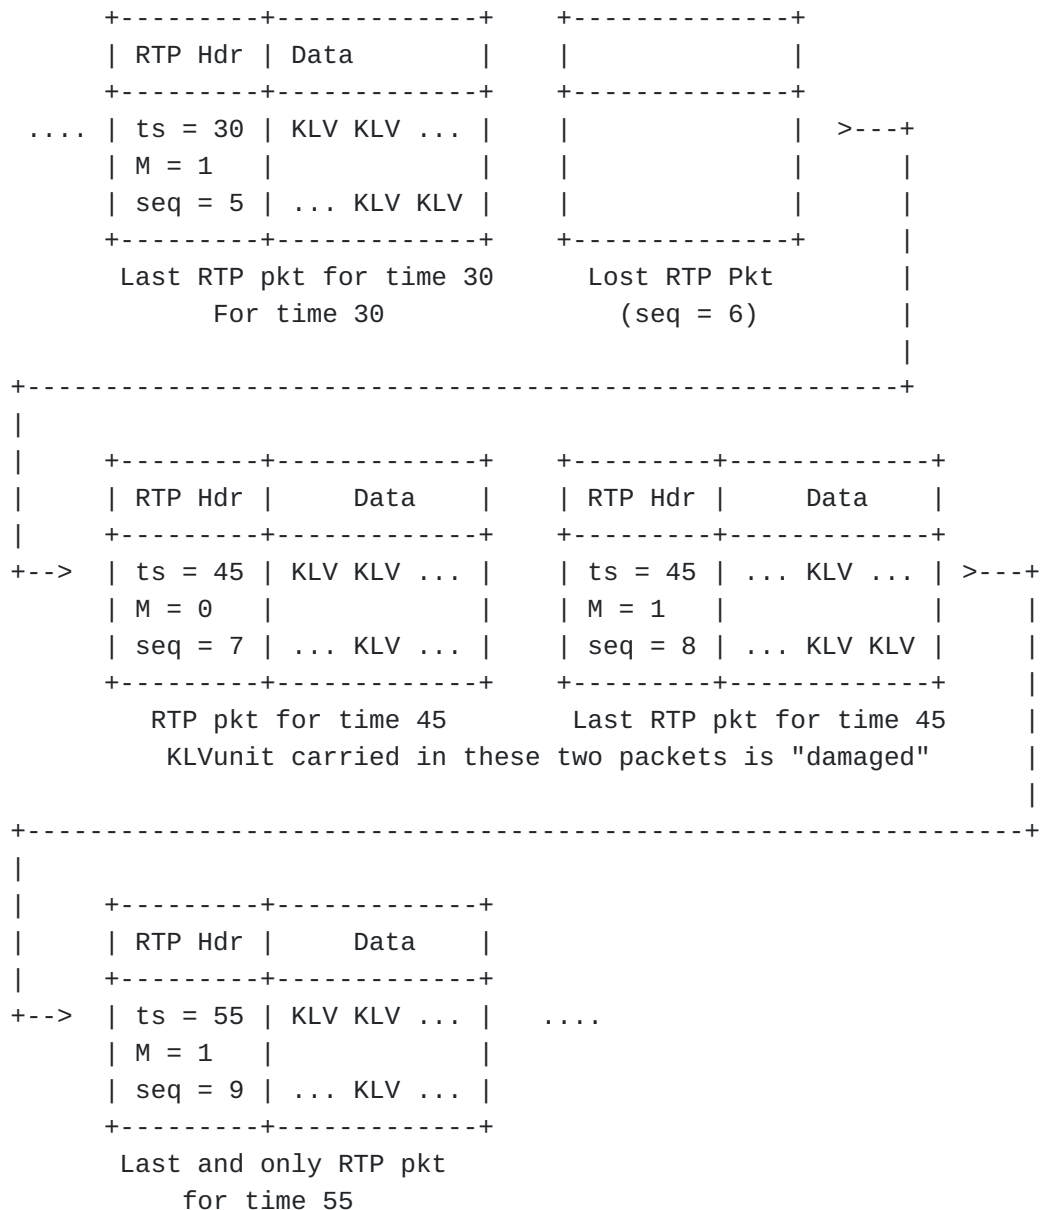 +---------+-------------+    +--------------+
      | RTP Hdr | Data        |    |              |
      +---------+-------------+    +--------------+
 .... | ts = 30 | KLV KLV ... |    |              |  >---+
      | M = 1   |             |    |              |      |
      | seq = 5 | ... KLV KLV |    |              |      |
      +---------+-------------+    +--------------+      |
       Last RTP pkt for time 30      Lost RTP Pkt        |
             For time 30               (seq = 6)         |
                                                         |
+--------------------------------------------------------+
|
|     +---------+-------------+    +---------+-------------+
|     | RTP Hdr |     Data    |    | RTP Hdr |     Data    |
|     +---------+-------------+    +---------+-------------+
+-->  | ts = 45 | KLV KLV ... |    | ts = 45 | ... KLV ... | >---+
      | M = 0   |             |    | M = 1   |             |     |
      | seq = 7 | ... KLV ... |    | seq = 8 | ... KLV KLV |     |
      +---------+-------------+    +---------+-------------+     |
         RTP pkt for time 45        Last RTP pkt for time 45     |
          KLVunit carried in these two packets is "damaged"      |
                                                                 |
+----------------------------------------------------------------+
|
|     +---------+-------------+
|     | RTP Hdr |     Data    |
|     +---------+-------------+
+-->  | ts = 55 | KLV KLV ... |   ....
      | M = 1   |             |
      | seq = 9 | ... KLV ... |
      +---------+-------------+
       Last and only RTP pkt
           for time 55